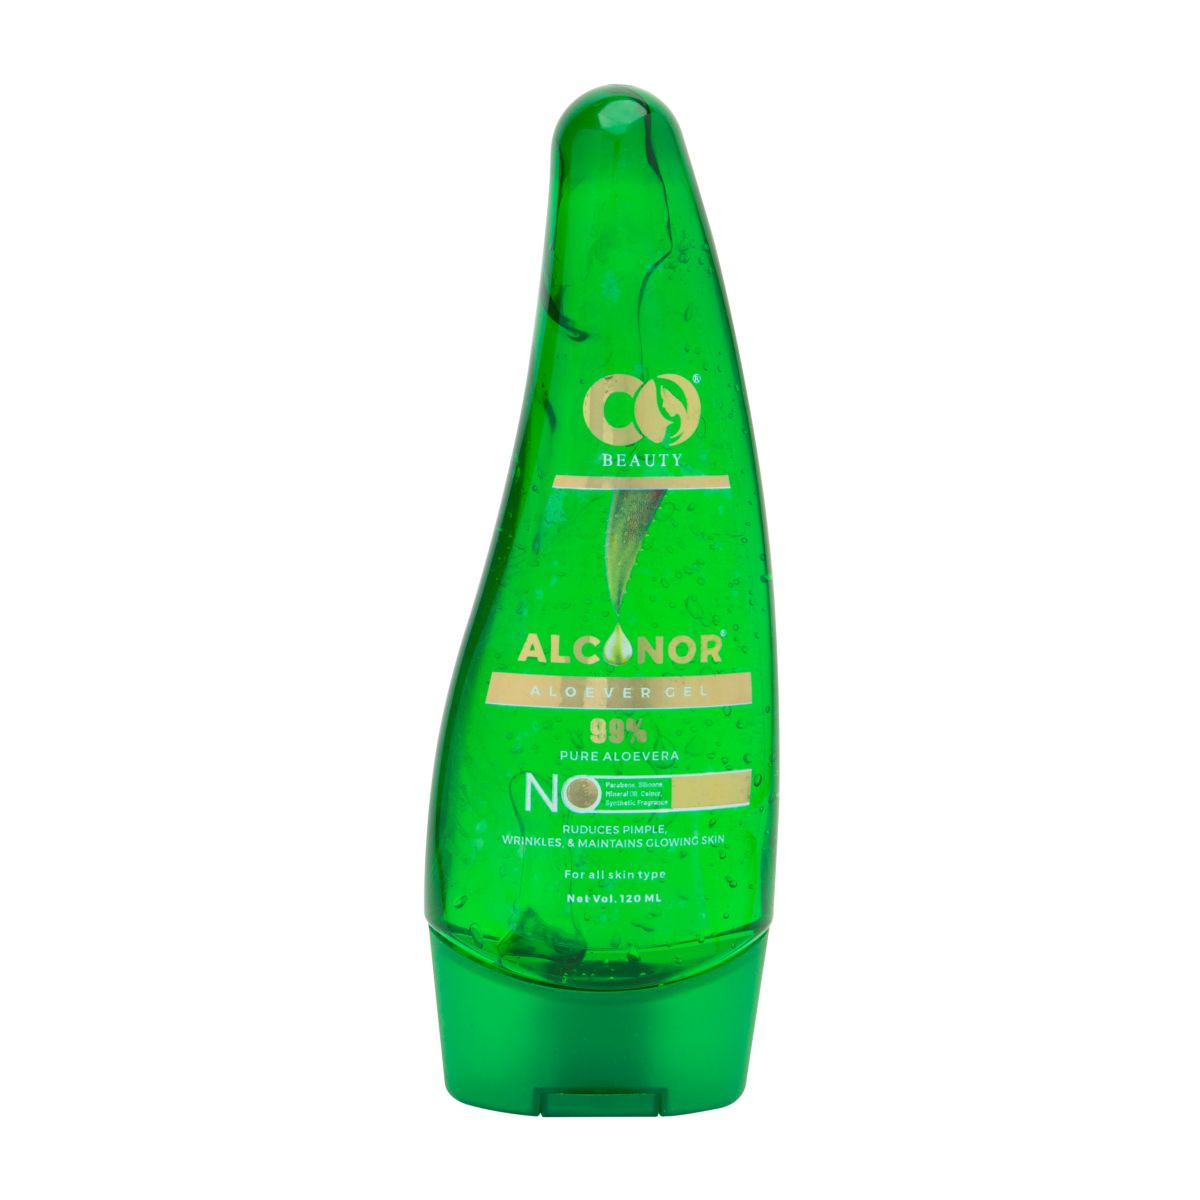 CO®
BEAUTY
ALCONOR®
ALOEVER GEL
99%
PURE ALOEVERA
NO
Parabens, Silicone
Mineral Oil, Colour,
Synthetic Fragrance
RUDUCES PIMPLE,
WRINKLES, & MAINTAINS GLOWING SKIN
For all skin type
Net Vol. 120 ML